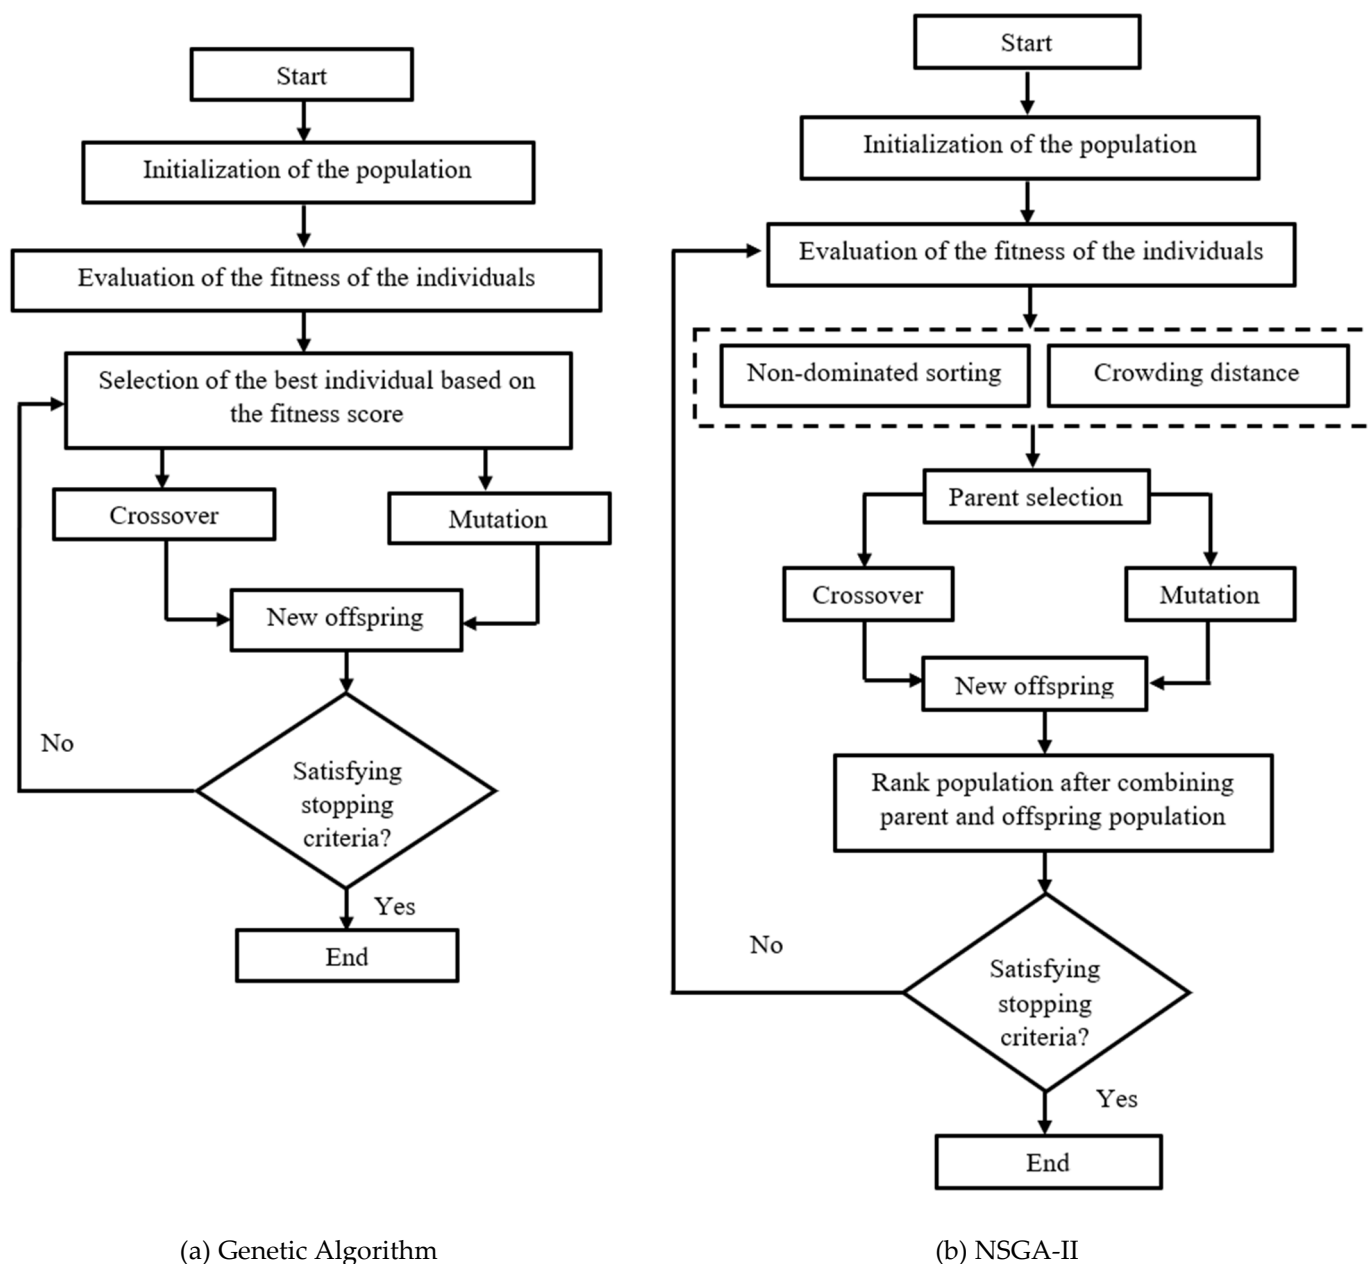 Start
Initialization of the population
Evaluation of the fitness of the individuals
Selection of the best individual based on
the fitness score
Crossover
Mutation
New offspring
No
Satisfying
stopping
criteria?
Yes
End
(a) Genetic Algorithm
Start
Initialization of the population
Evaluation of the fitness of the individuals
Non-dominated sorting
Crowding distance
Parent selection
Crossover
Mutation
New offspring
Rank population after combining
parent and offspring population
No
Satisfying
stopping
criteria?
Yes
End
(b) NSGA-II